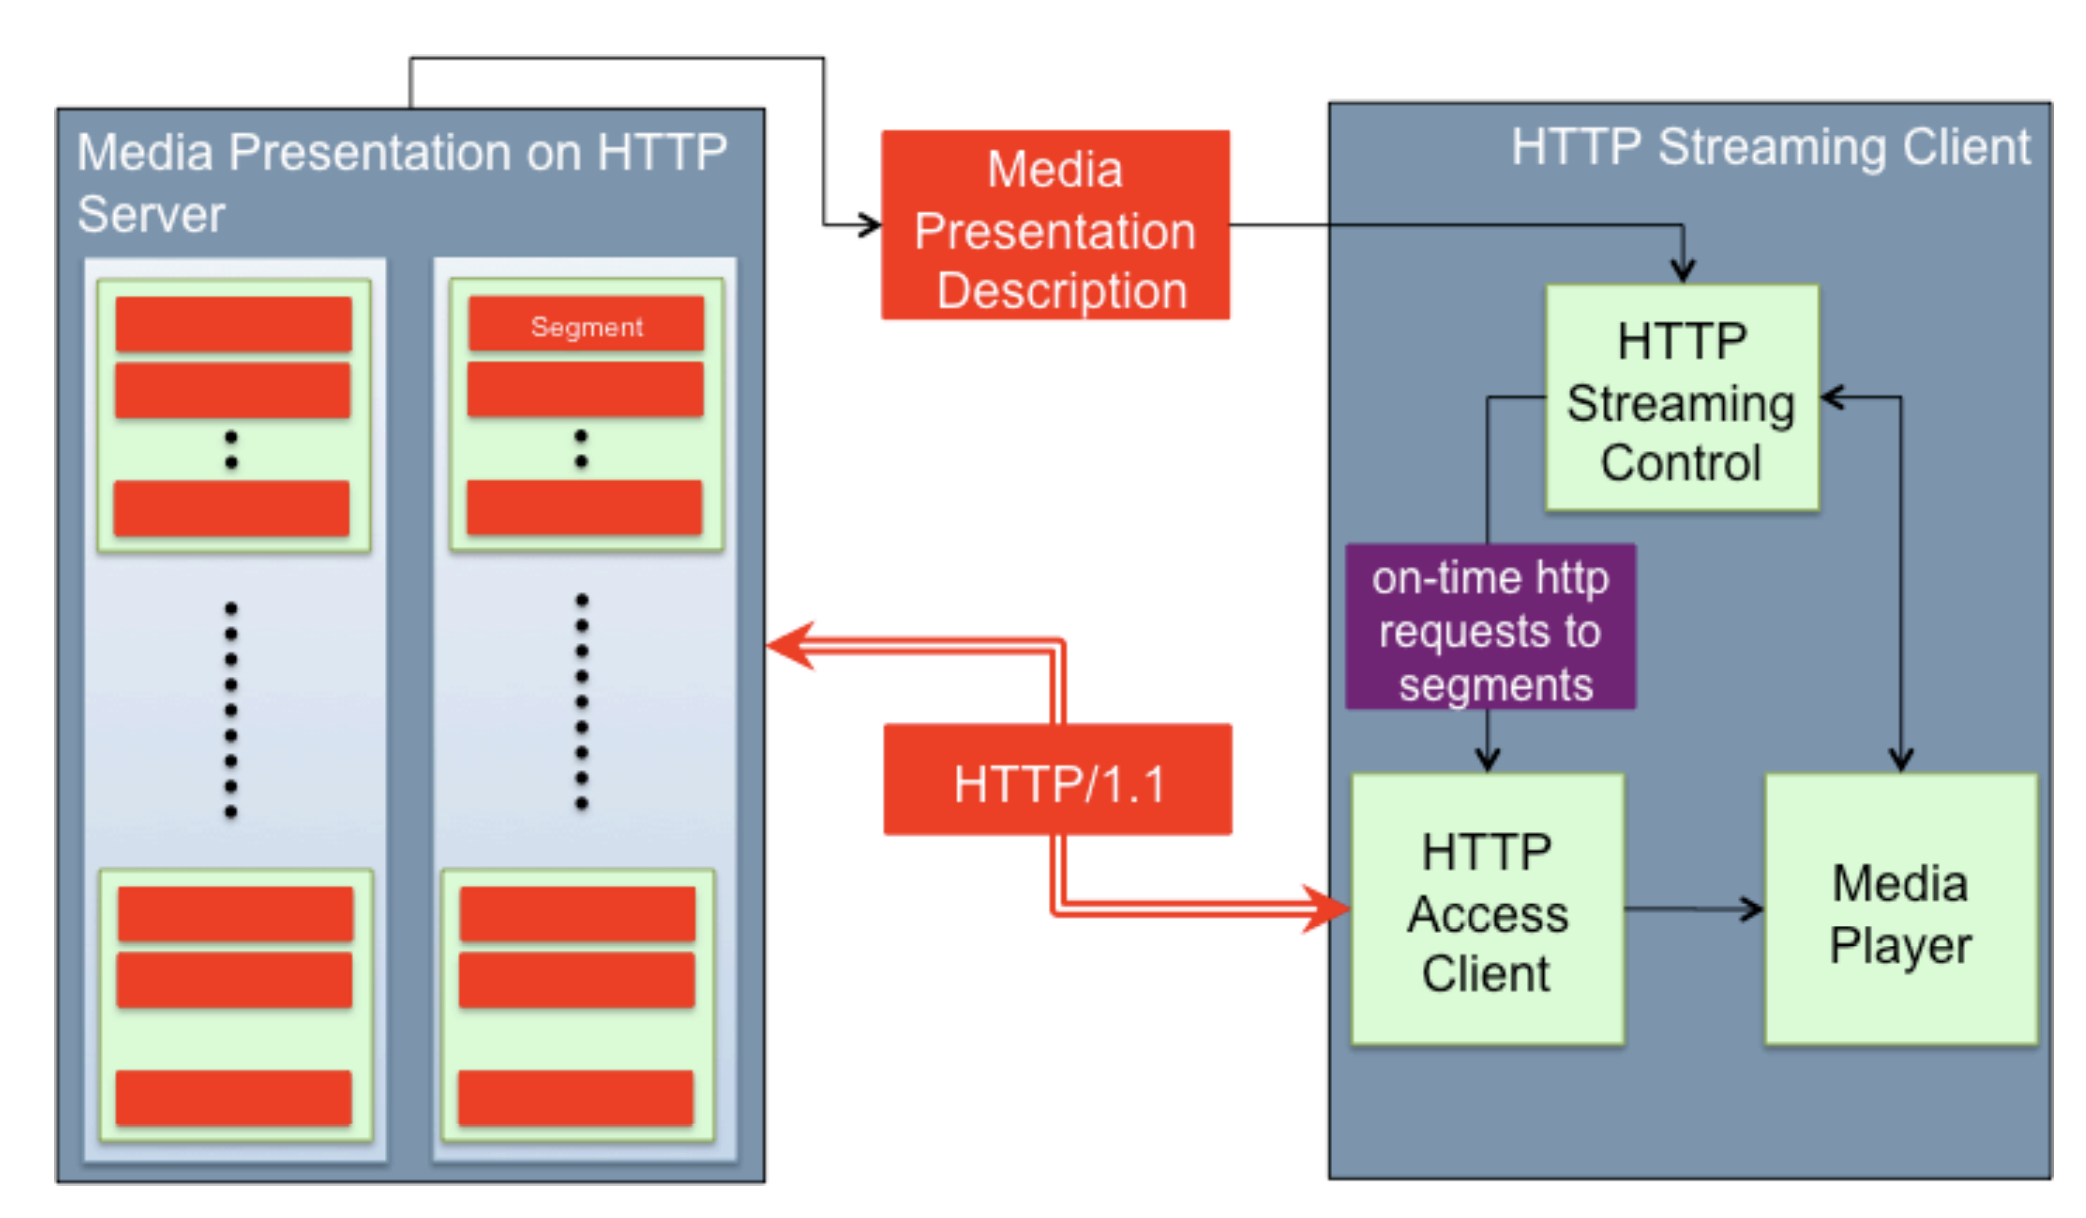 Media Presentation on HTTP
Server
Segment
Media
Presentation
Description
HTTP/1.1
HTTP Streaming Client
HTTP
Streaming
Control
on-time http
requests to
segments
HTTP
Access
Client
Media
Player